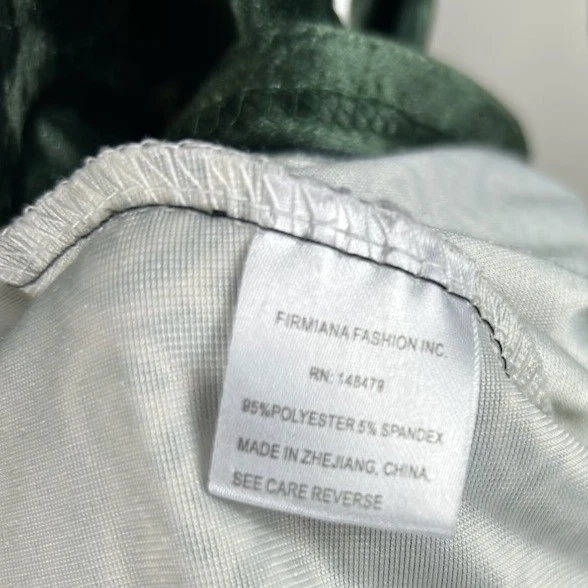 FIRMIANA FASHION INC.
RN: 148479
95%POLYESTER 5% SPANDEX
MADE IN ZHEJIANG, CHINA.
SEE CARE REVERSE